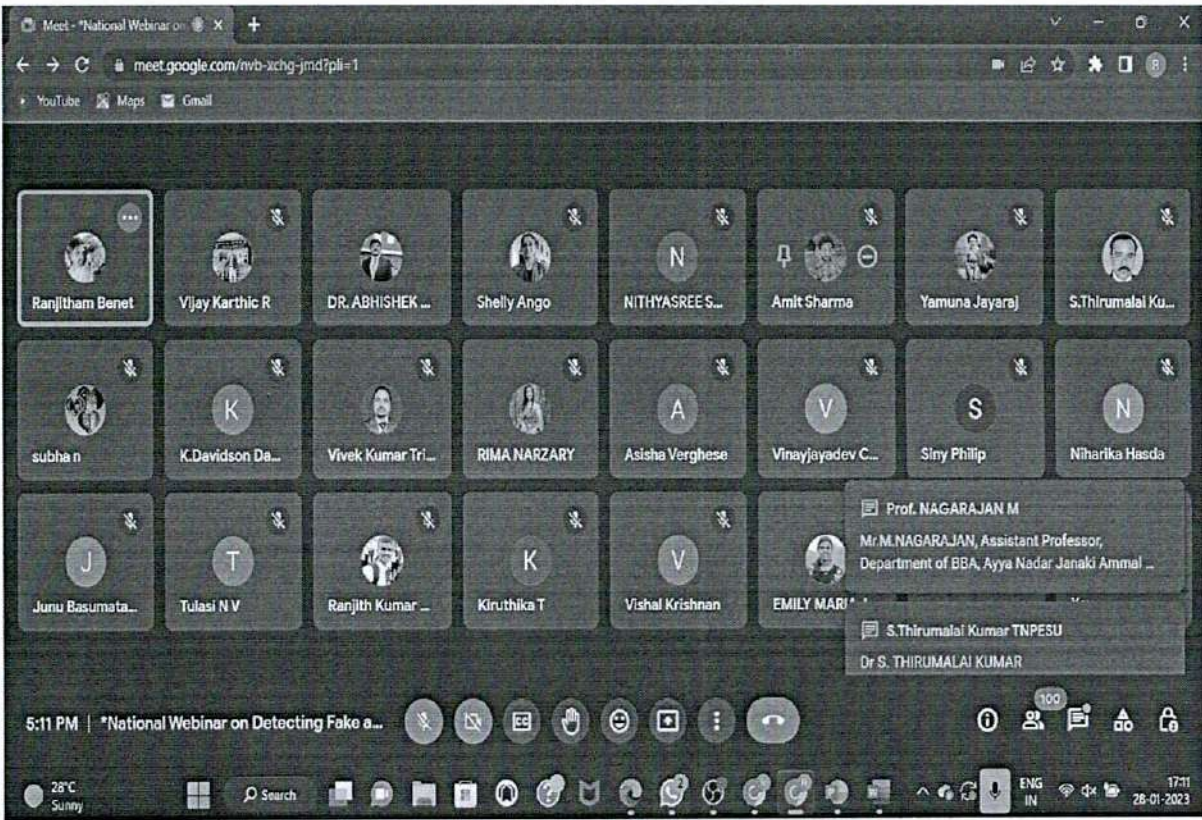 Meet - "National Webinar on
meet.google.com/nvb-xchg-jmd?pli=1
R
YouTube Maps Gmail
Ranjitham Benet
Vijay Karthic R
DR. ABHISHEK ...
Shelly Ango
N
NITHYASREE S...
Amit Sharma
Yamuna Jayaraj
S.Thirumalai Ku...
subha n
K
K.Davidson Da...
Vivek Kumar Tri...
RIMA NARZARY
A
Asisha Verghese
V
Vinayjayadev C...
S
Siny Philip
N
Niharika Hasda
J
Junu Basumata...
T
Tulasi N V
Ranjith Kumar ...
K
Kiruthika T
V
Vishal Krishnan
EMILY MARIA
Prof. NAGARAJAN M
Mr.M.NAGARAJAN, Assistant Professor,
Department of BBA, Ayya Nadar Janaki Ammal ...
S.Thirumalai Kumar TNPESU
Dr S. THIRUMALAI KUMAR
5:11 PM | *National Webinar on Detecting Fake a...
CC
100
28°C
Sunny
Search
ENG
IN
17:11
28-01-2023